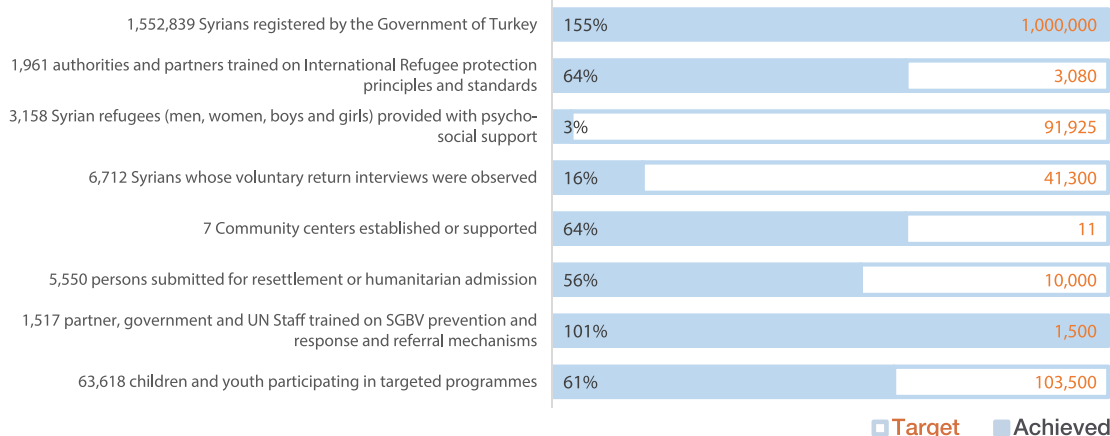 1,552,839 Syrians registered by the Government of Turkey 155% 1,000,000
1,961 authorities and partners trained on International Refugee protection
principles and standards
64% 3,080
3,158 Syrian refugees (men, women, boys and girls) provided with psycho-
social support
3% 91,925
6,712 Syrians whose voluntary return interviews were observed 16% 41,300
7 Community centers established or supported 64% 11
5,550 persons submitted for resettlement or humanitarian admission 56% 10,000
1,517 partner, government and UN Staff trained on SGBV prevention and
response and referral mechanisms
101% 1,500
63,618 children and youth participating in targeted programmes 61% 103,500
Target Achieved